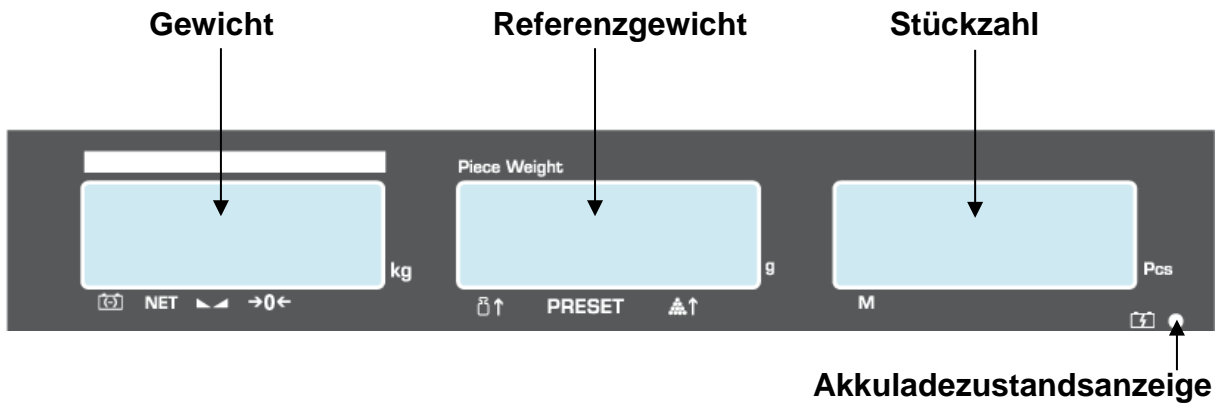 Gewicht Referenzgewicht Stückzahl
Piece Weight
kg g Pcs
NET →0← PRESET M
Akkuladezustandsanzeige